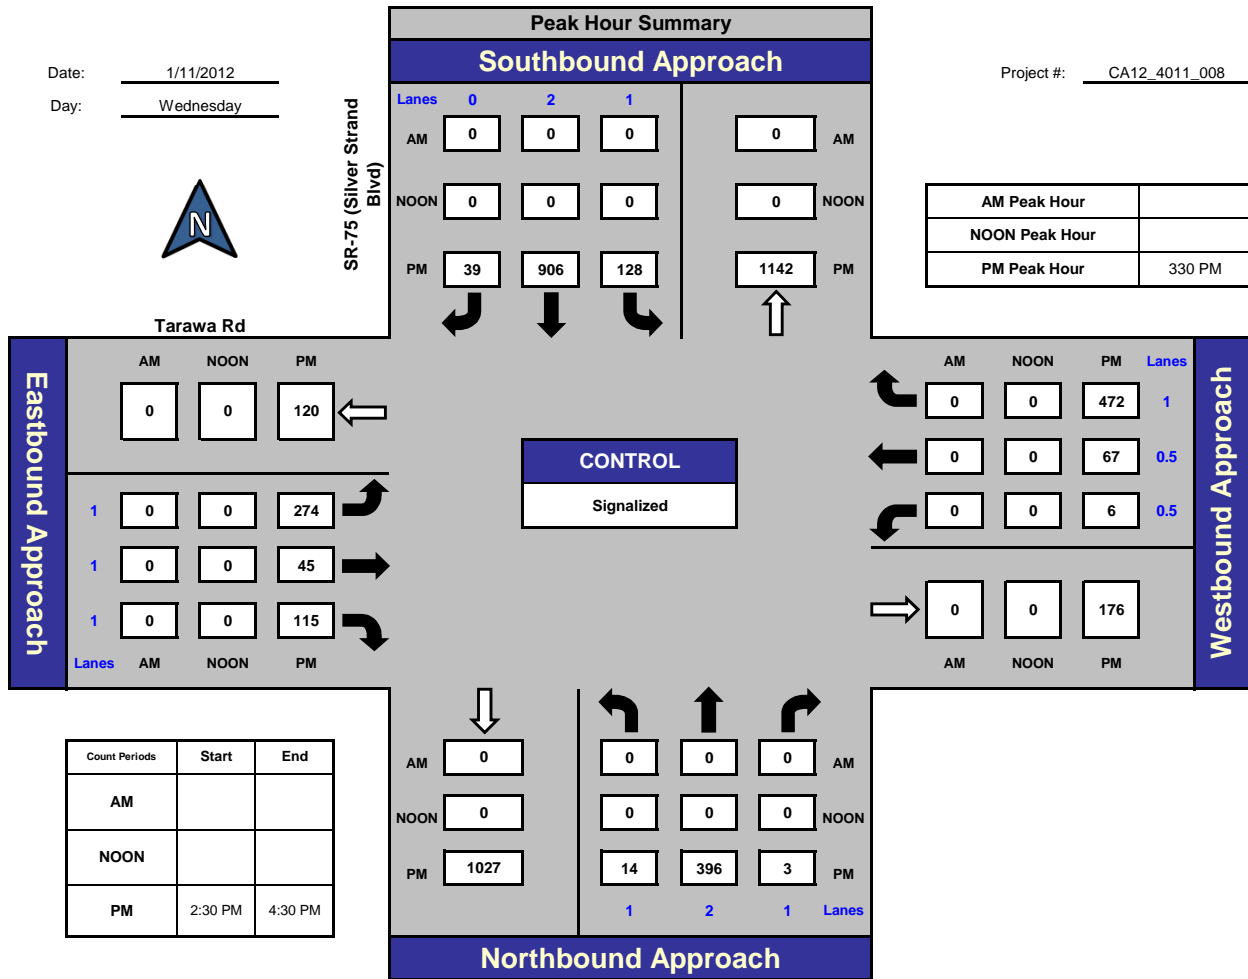 Peak Hour Summary
Southbound Approach
Date: 1/11/2012
Day: Wednesday
Project #: CA12_4011_008
N
SR-75 (Silver Strand
Blvd)
Lanes 0 2 1
AM 0 0 0 0 AM
NOON 0 0 0 0 NOON
PM 39 906 128 1142 PM
AM Peak Hour
NOON Peak Hour
PM Peak Hour 330 PM
Tarawa Rd
Eastbound Approach
AM NOON PM
0 0 120
1 0 0 274
1 0 0 45
1 0 0 115
Lanes AM NOON PM
CONTROL
Signalized
AM NOON PM Lanes
0 0 472 1
0 0 67 0.5
0 0 6 0.5
0 0 176
AM NOON PM
Westbound Approach
Count Periods Start End
AM
NOON
PM 2:30 PM 4:30 PM
AM 0 0 0 0 AM
NOON 0 0 0 0 NOON
PM 1027 14 396 3 PM
1 2 1 Lanes
Northbound Approach